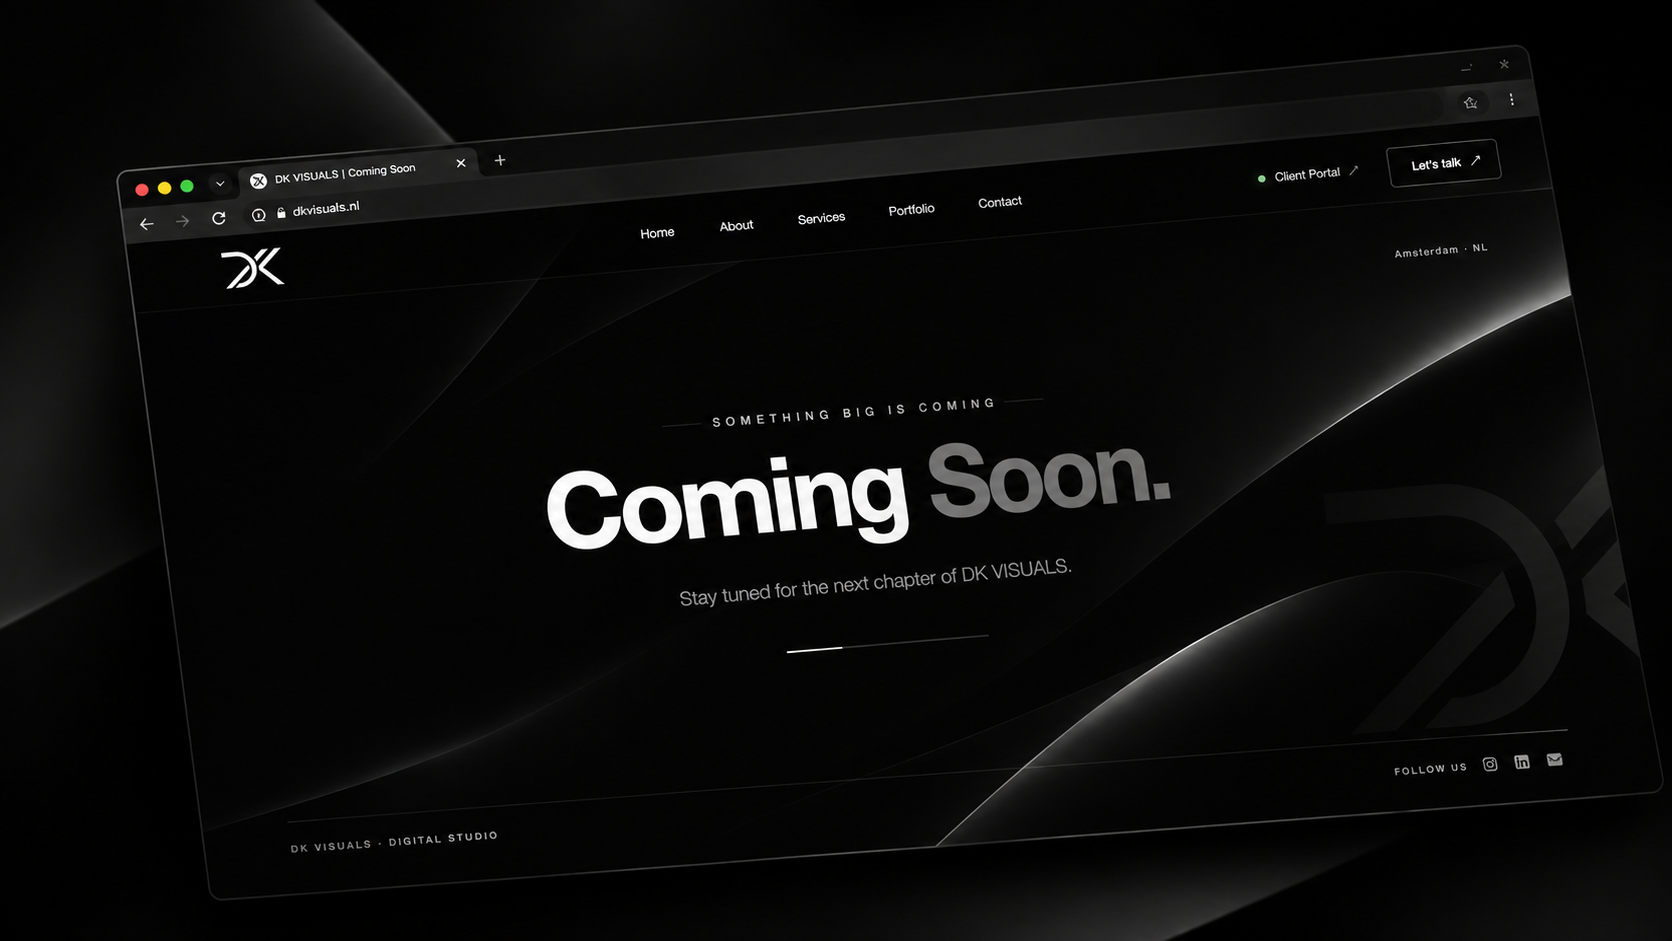 DK VISUALS | Coming Soon
dkvisuals.nl
DK
Home About Services Portfolio Contact
Client Portal
Let's talk
Amsterdam · NL
SOMETHING BIG IS COMING
Coming Soon.
Stay tuned for the next chapter of DK VISUALS.
DK
FOLLOW US
DK VISUALS · DIGITAL STUDIO